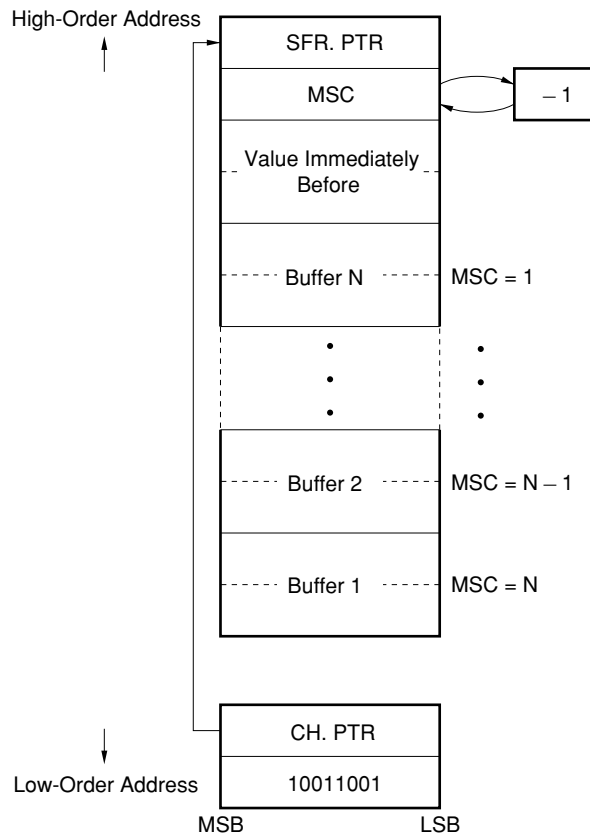 High-Order Address
SFR. PTR
MSC
– 1
Value Immediately
Before
Buffer N
MSC = 1
Buffer 2
MSC = N – 1
Buffer 1
MSC = N
CH. PTR
Low-Order Address
10011001
MSB
LSB